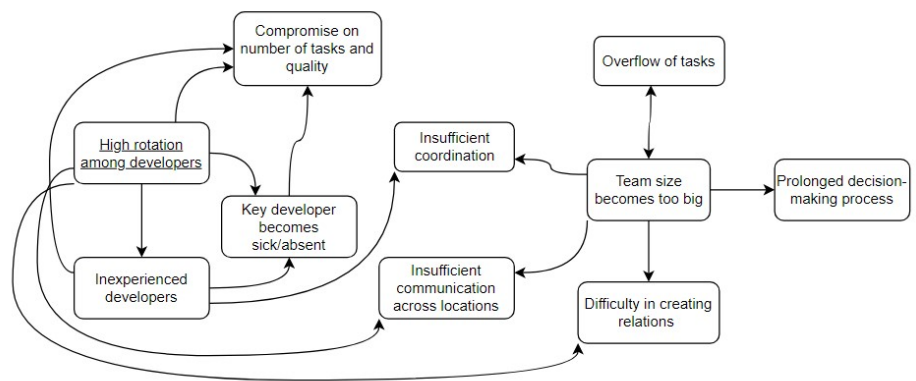 Compromise on
number of tasks and
quality
Overflow of tasks
High rotation
among developers
Insufficient
coordination
Team size
becomes too big
Prolonged decision-
making process
Key developer
becomes
sick/absent
Inexperienced
developers
Insufficient
communication
across locations
Difficulty in creating
relations